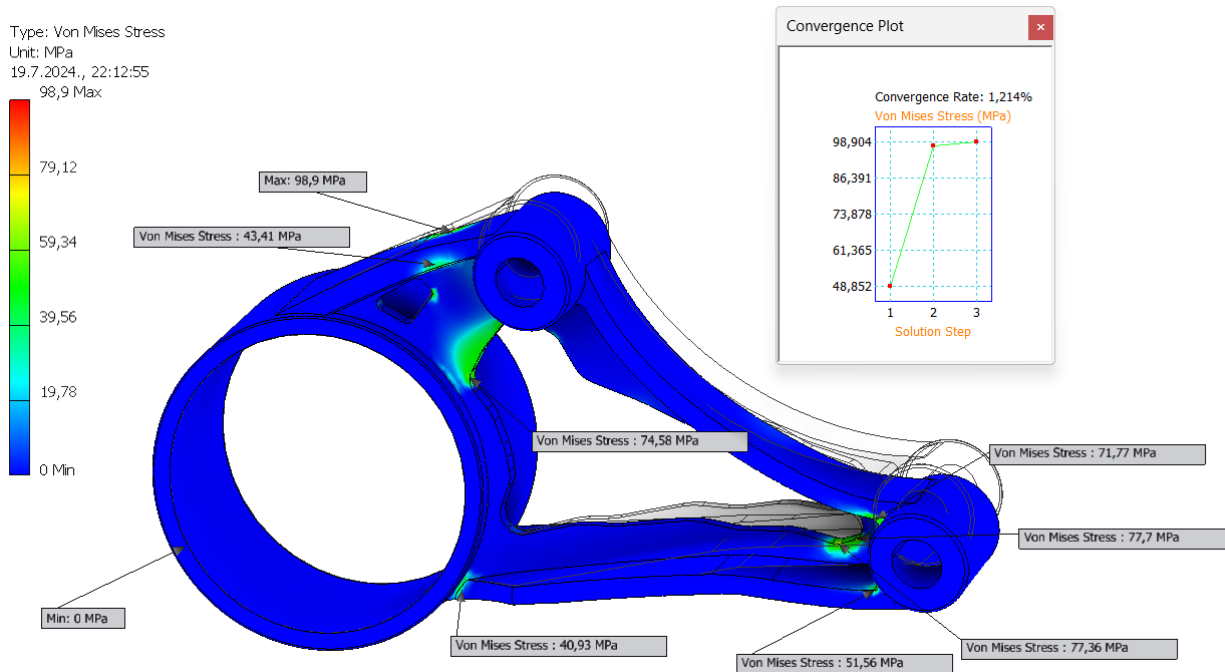 Type: Von Mises Stress
Unit: MPa
19.7.2024., 22:12:55
98,9 Max
79,12
59,34
39,56
19,78
0 Min
Max: 98,9 MPa
Von Mises Stress : 43,41 MPa
Von Mises Stress : 74,58 MPa
Von Mises Stress : 71,77 MPa
Von Mises Stress : 77,7 MPa
Min: 0 MPa
Von Mises Stress : 40,93 MPa
Von Mises Stress : 77,36 MPa
Von Mises Stress : 51,56 MPa
Convergence Plot
×
Convergence Rate: 1,214%
Von Mises Stress (MPa)
98,904
86,391
73,878
61,365
48,852
1 2 3
Solution Step